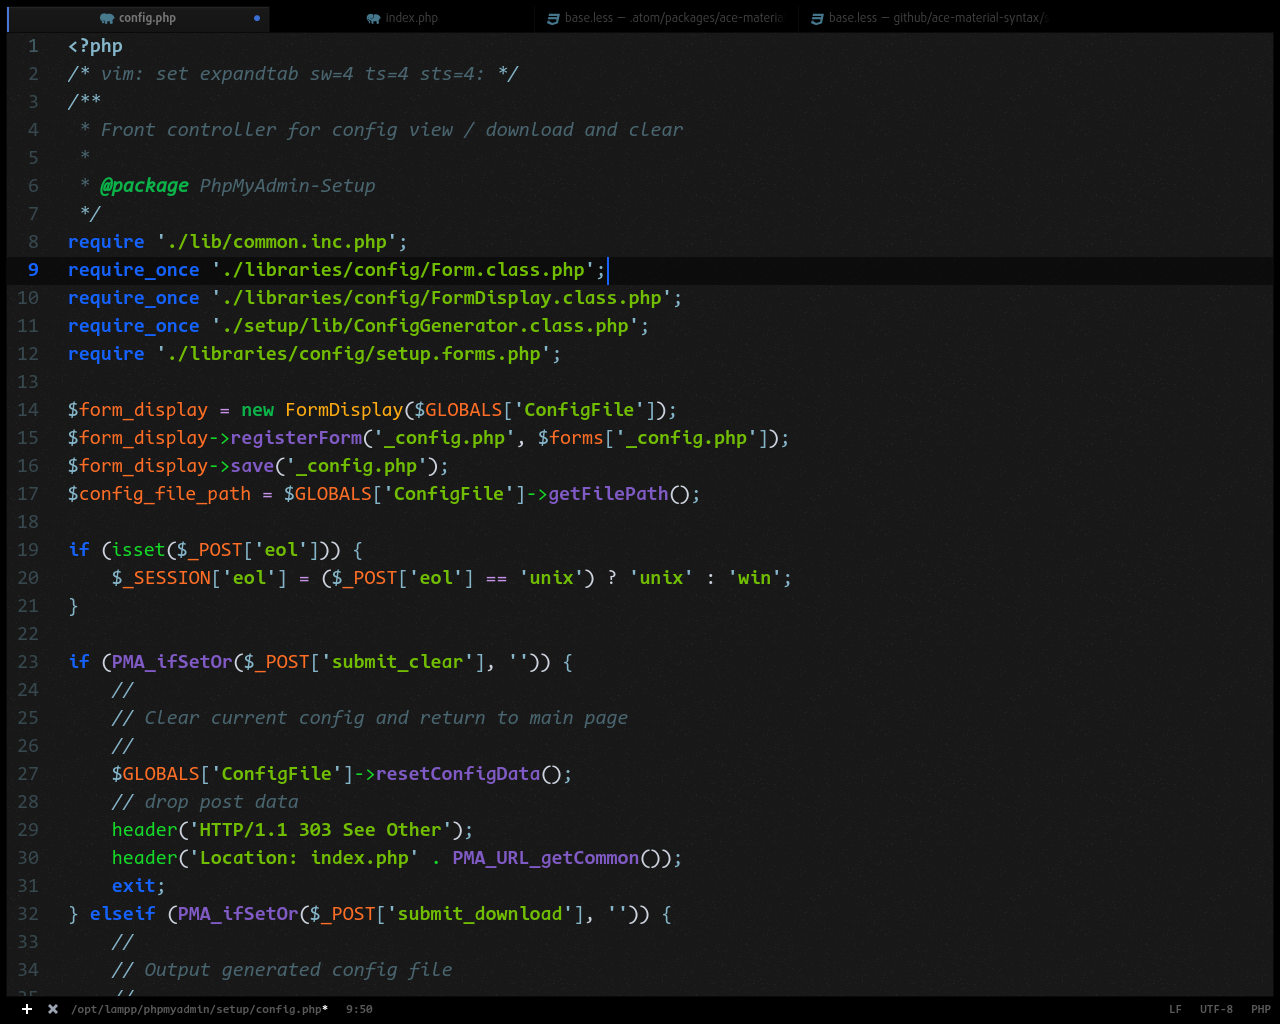 config.php
index.php
base.less — .atom/packages/ace-materia
base.less — github/ace-material-syntax/
1 <?php
2 /* vim: set expandtab sw=4 ts=4 sts=4: */
3 /**
4  * Front controller for config view / download and clear
5  *
6  * @package PhpMyAdmin-Setup
7  */
8 require './lib/common.inc.php';
9 require_once './libraries/config/Form.class.php';
10 require_once './libraries/config/FormDisplay.class.php';
11 require_once './setup/lib/ConfigGenerator.class.php';
12 require './libraries/config/setup.forms.php';
13
14 $form_display = new FormDisplay($GLOBALS['ConfigFile']);
15 $form_display->registerForm('_config.php', $forms['_config.php']);
16 $form_display->save('_config.php');
17 $config_file_path = $GLOBALS['ConfigFile']->getFilePath();
18
19 if (isset($_POST['eol'])) {
20     $_SESSION['eol'] = ($_POST['eol'] == 'unix') ? 'unix' : 'win';
21 }
22
23 if (PMA_ifSetOr($_POST['submit_clear'], '')) {
24     //
25     // Clear current config and return to main page
26     //
27     $GLOBALS['ConfigFile']->resetConfigData();
28     // drop post data
29     header('HTTP/1.1 303 See Other');
30     header('Location: index.php' . PMA_URL_getCommon());
31     exit;
32 } elseif (PMA_ifSetOr($_POST['submit_download'], '')) {
33     //
34     // Output generated config file
35     //
/opt/lampp/phpmyadmin/setup/config.php* 9:50 LF UTF-8 PHP